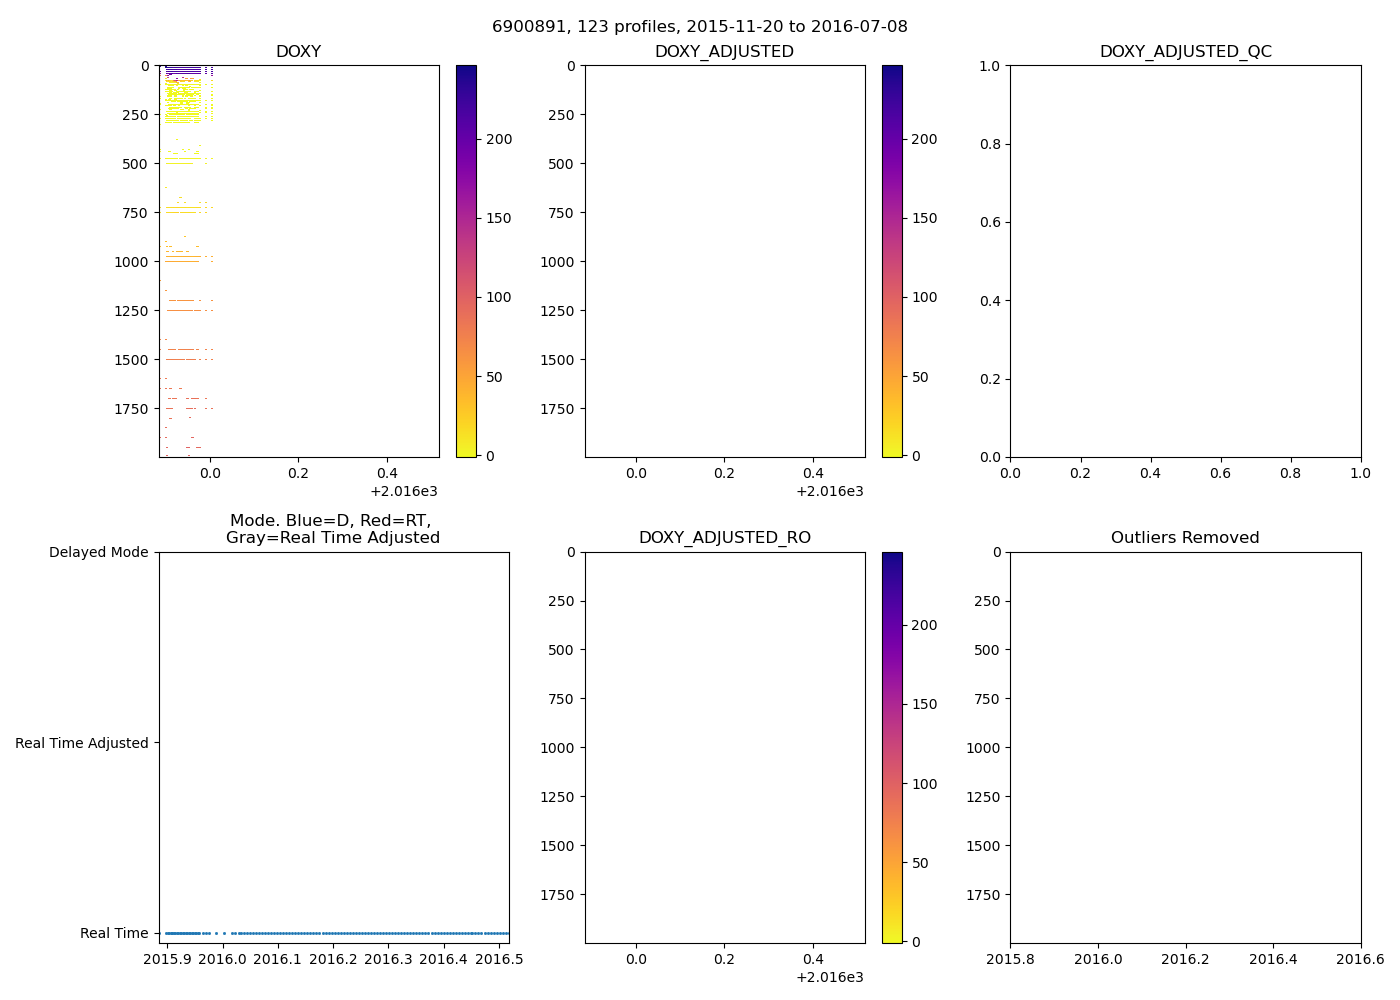 6900891, 123 profiles, 2015-11-20 to 2016-07-08
DOXY
0
250
500
750
1000
1250
1500
1750
0.0 0.2 0.4
+2.016e3
200
150
100
50
0
DOXY_ADJUSTED
0
250
500
750
1000
1250
1500
1750
0.0 0.2 0.4
+2.016e3
200
150
100
50
0
DOXY_ADJUSTED_QC
1.0
0.8
0.6
0.4
0.2
0.0
0.0 0.2 0.4 0.6 0.8 1.0
Mode. Blue=D, Red=RT,
Gray=Real Time Adjusted
Delayed Mode
Real Time Adjusted
Real Time
2015.9 2016.0 2016.1 2016.2 2016.3 2016.4 2016.5
DOXY_ADJUSTED_RO
0
250
500
750
1000
1250
1500
1750
0.0 0.2 0.4
+2.016e3
200
150
100
50
0
Outliers Removed
0
250
500
750
1000
1250
1500
1750
2015.8 2016.0 2016.2 2016.4 2016.6